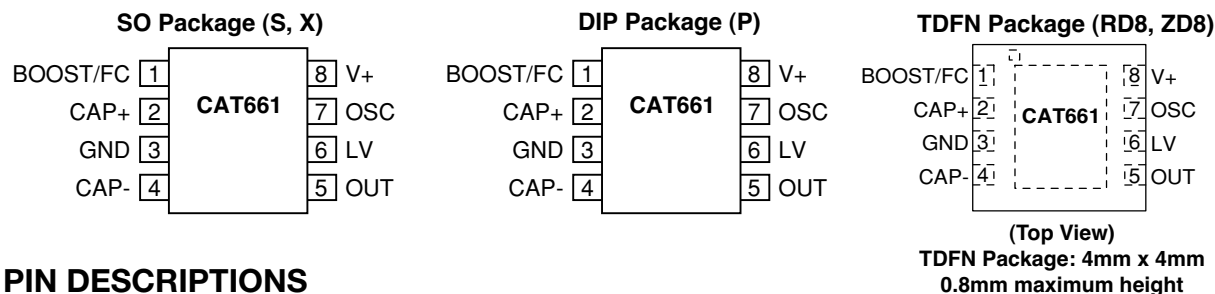 SO Package (S, X)
BOOST/FC 1 8 V+
CAP+ 2 CAT661 7 OSC
GND 3 6 LV
CAP- 4 5 OUT
DIP Package (P)
BOOST/FC 1 8 V+
CAP+ 2 CAT661 7 OSC
GND 3 6 LV
CAP- 4 5 OUT
TDFN Package (RD8, ZD8)
BOOST/FC 1 8 V+
CAP+ 2 CAT661 7 OSC
GND 3 6 LV
CAP- 4 5 OUT
(Top View)
TDFN Package: 4mm x 4mm
0.8mm maximum height
PIN DESCRIPTIONS